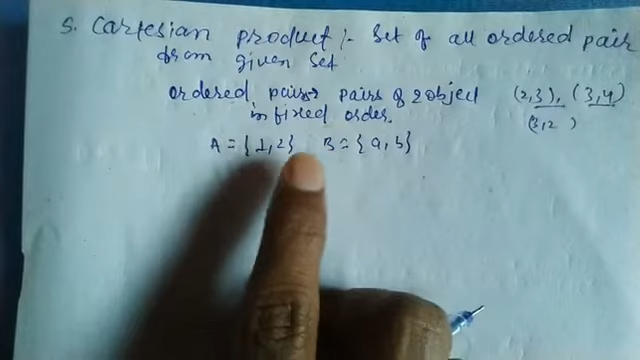 5. Cartesian product :- Set of all ordered pair
from given set
ordered pair → pairs of 2 object (2,3), (3,4)
in fixed order. (3,2)
A = {1,2} B = {a,b}